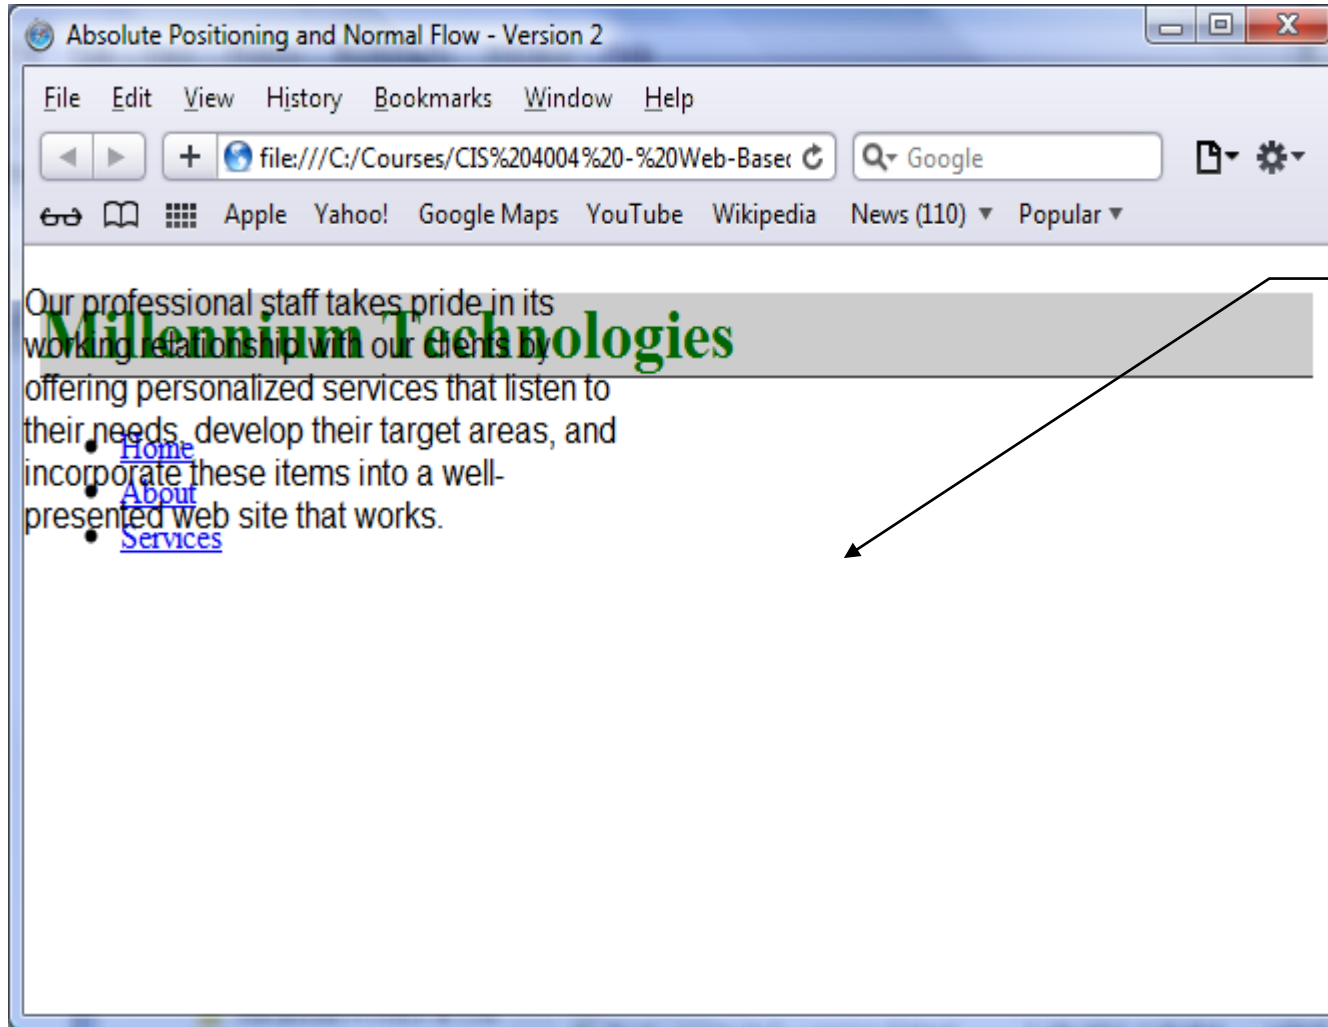 Absolute Positioning and Normal Flow - Version 2
File Edit View History Bookmarks Window Help
file:///C:/Courses/CIS%204004%20-%20Web-Based
Google
Apple Yahoo! Google Maps YouTube Wikipedia News (110) Popular
Our professional staff takes pride in its
Millennium Technologies
working relationship with our clients by
offering personalized services that listen to
their needs, develop their target areas, and
Home
incorporate these items into a well-
About
presented web site that works.
Services